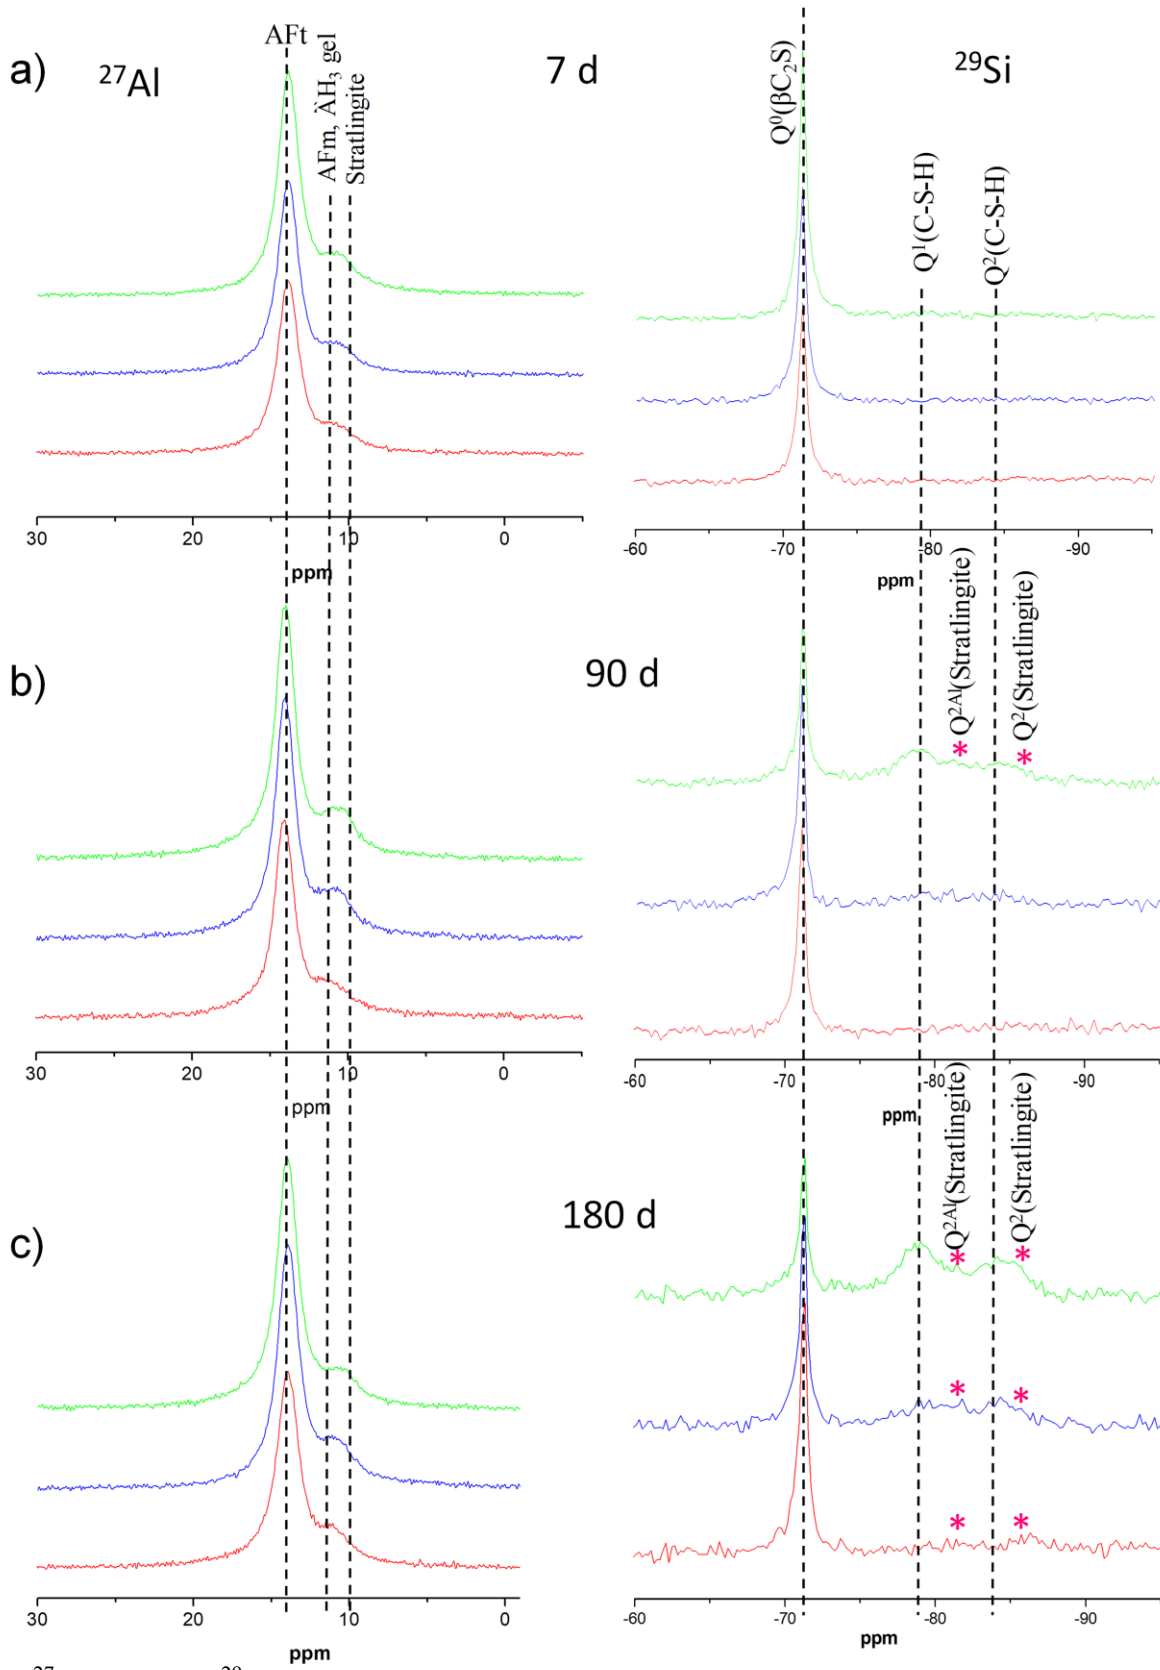 a)
²⁷Al
AFt
AFm, AH₃ gel
Stratlingite
7 d
²⁹Si
Q⁰(βC₂S)
Q¹(C-S-H)
Q²(C-S-H)
30 20 10 0
ppm
-60 -70 -80 -90
ppm
b)
90 d
* Q²ᴬˡ(Stratlingite)
* Q²(Stratlingite)
30 20 10 0
ppm
-60 -70 -80 -90
ppm
c)
180 d
* Q²ᴬˡ(Stratlingite)
* Q²(Stratlingite)
* *
* *
30 20 10 0
ppm
-60 -70 -80 -90
ppm